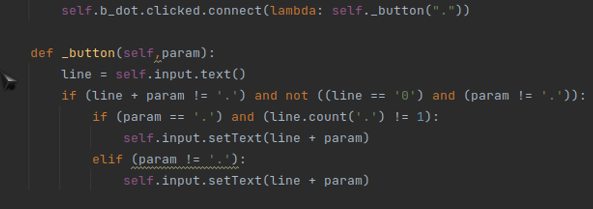 self.b_dot.clicked.connect(lambda: self._button("."))
def _button(self,param):
line = self.input.text()
if (line + param != '.') and not ((line == '0') and (param != '.')):
if (param == '.') and (line.count('.') != 1):
self.input.setText(line + param)
elif (param != '.'):
self.input.setText(line + param)